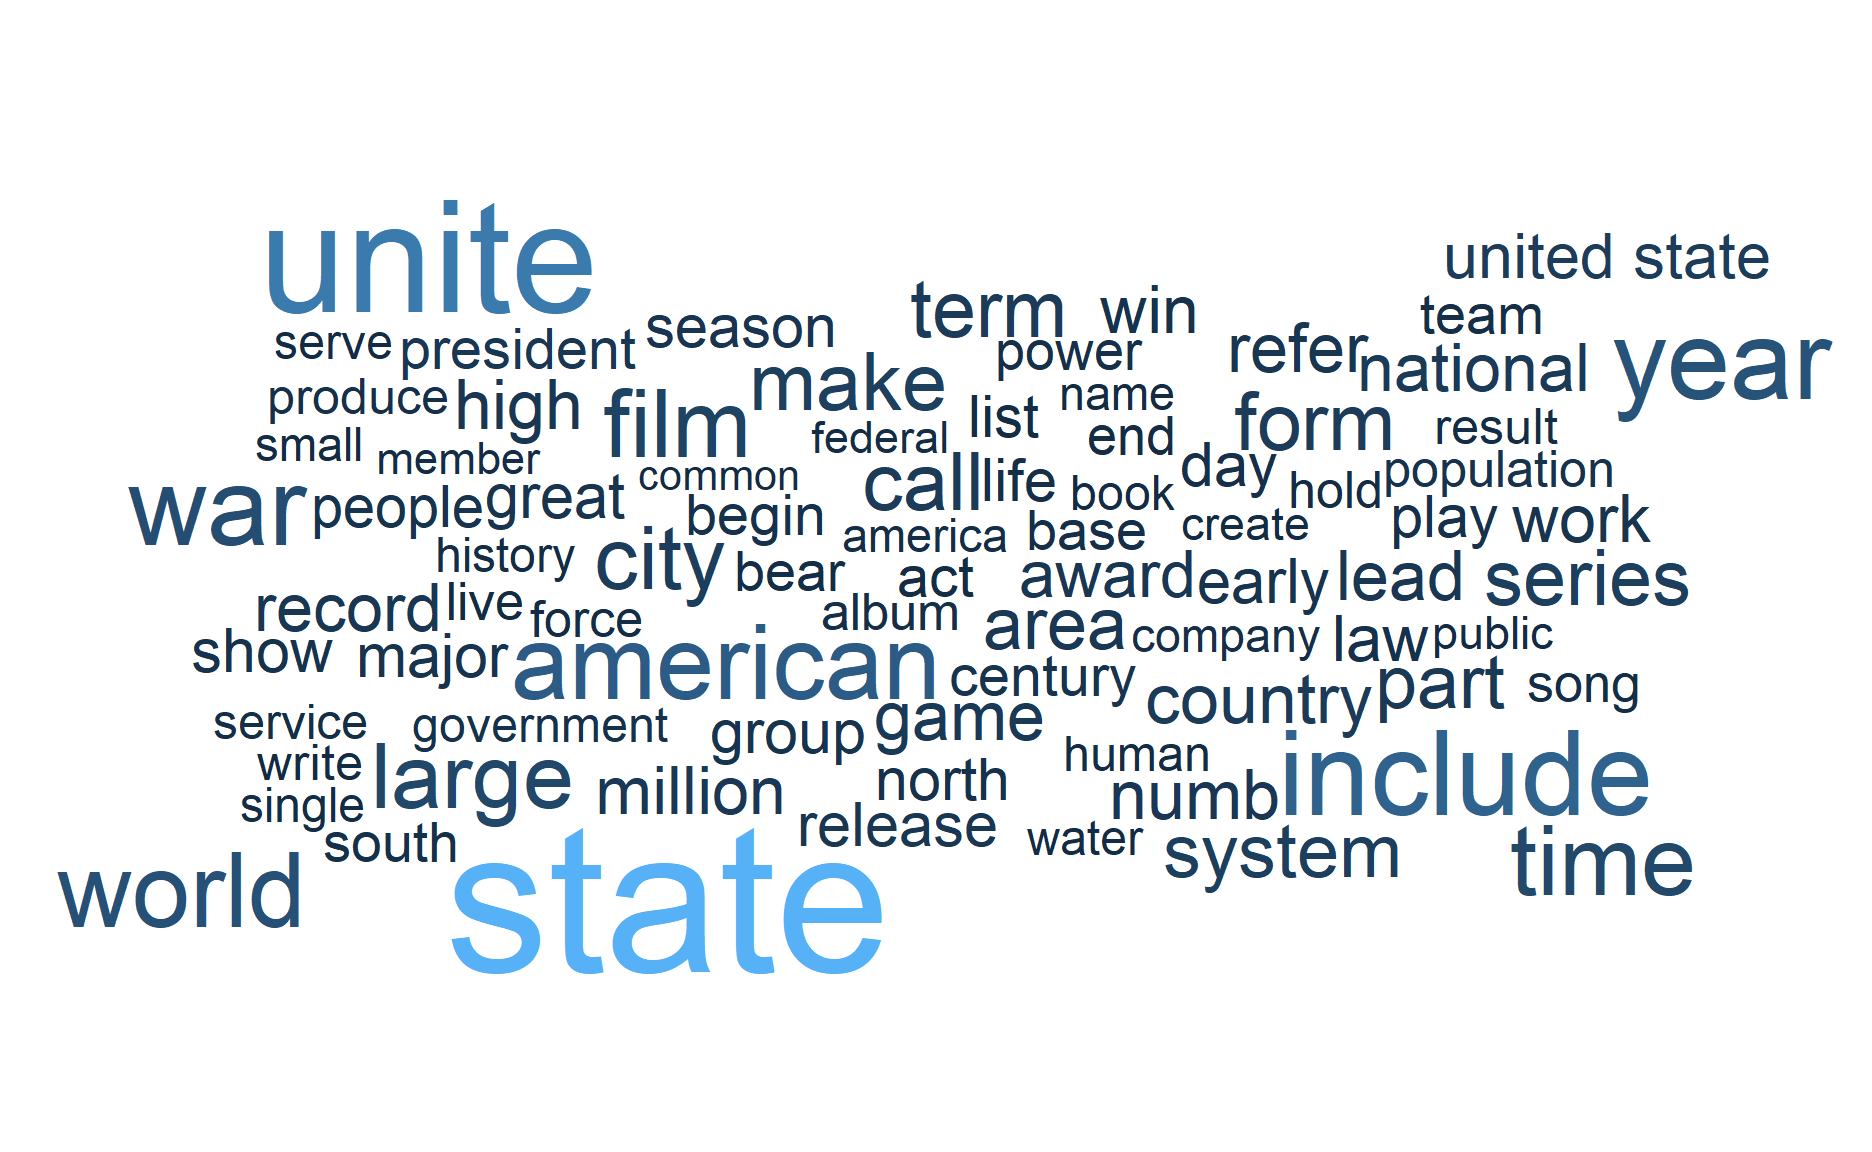 unite
united state
term win
team
serve president season
power
refer national year
produce high film make
list name
form result
small member
federal
end
common
call life
day
population
war people great
begin
book
hold
america base create
play work
history city bear
act award early lead series
record live force
album
area company law public
show major american
century country part song
service government group game
write large million
north human
numb include
single south
release water system time
world state